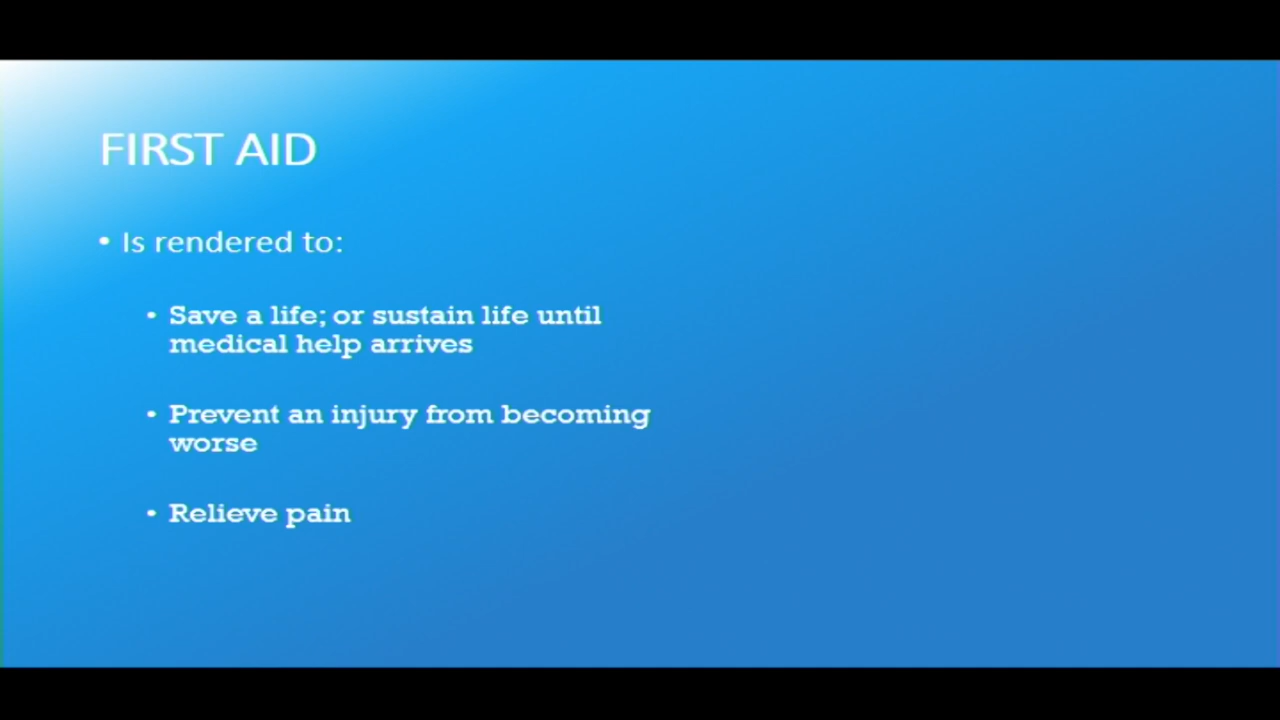 FIRST AID
• Is rendered to:
• Save a life; or sustain life until
medical help arrives
• Prevent an injury from becoming
worse
• Relieve pain